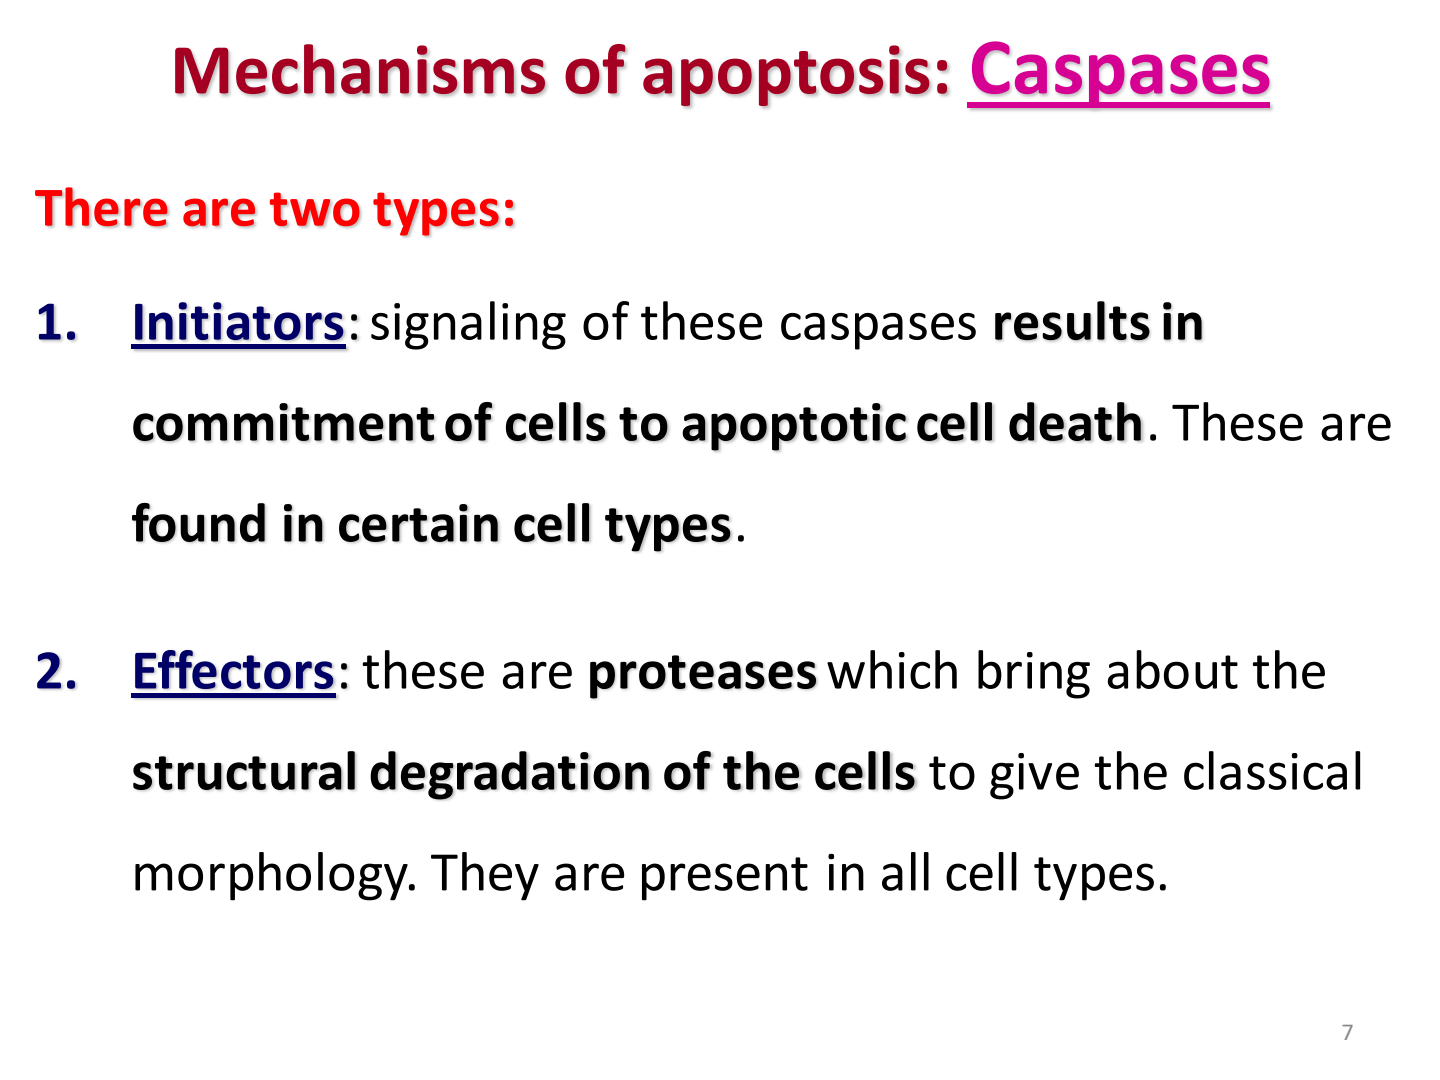 Mechanisms of apoptosis: Caspases
There are two types:
1. Initiators: signaling of these caspases results in
commitment of cells to apoptotic cell death. These are
found in certain cell types.
2. Effectors: these are proteases which bring about the
structural degradation of the cells to give the classical
morphology. They are present in all cell types.
7